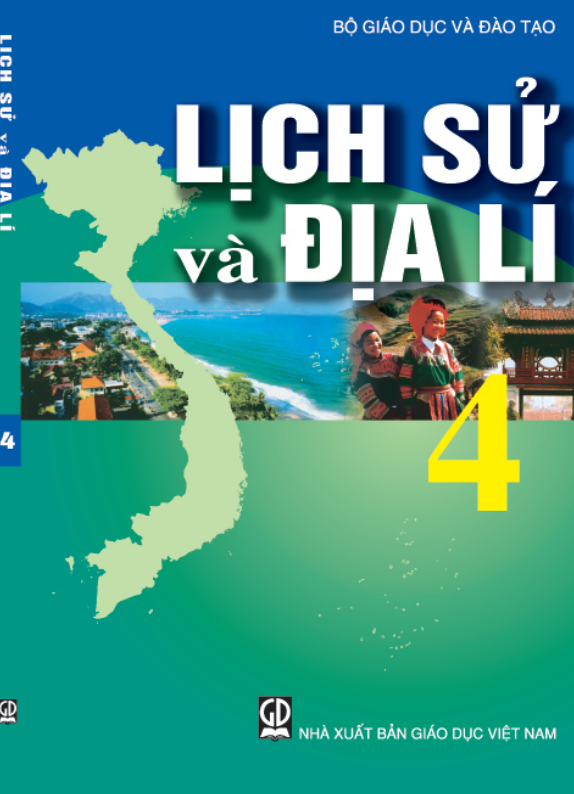 BỘ GIÁO DỤC VÀ ĐÀO TẠO
LỊCH SỬ
và ĐỊA LÍ
4
LỊCH SỬ và ĐỊA LÍ
4
GD
GD
NHÀ XUẤT BẢN GIÁO DỤC VIỆT NAM